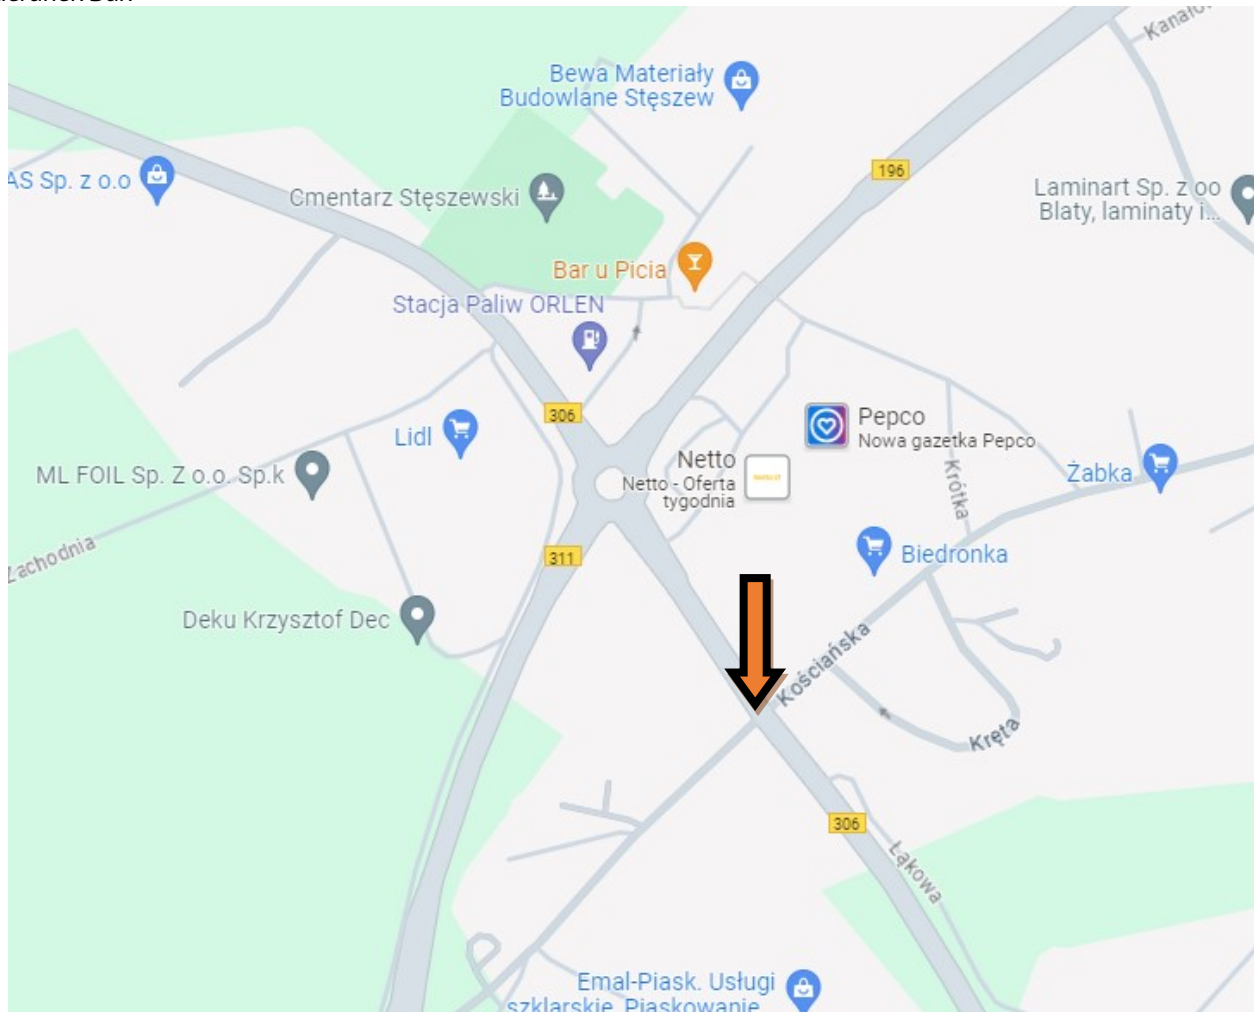 Kanało
Bewa Materiały
Budowlane Stęszew
196
AS Sp. z o.o
Cmentarz Stęszewski
Laminart Sp. z oo
Blaty, laminaty i...
Bar u Picia
Stacja Paliw ORLEN
306
Lidl
Pepco
Nowa gazetka Pepco
Netto
Netto - Oferta
tygodnia
Żabka
ML FOIL Sp. Z o.o. Sp.k
Krótka
Zachodnia
311
Biedronka
Deku Krzysztof Dec
Kościańska
Kręta
306
Łąkowa
Emal-Piask. Usługi
szklarskie, Piaskowanie